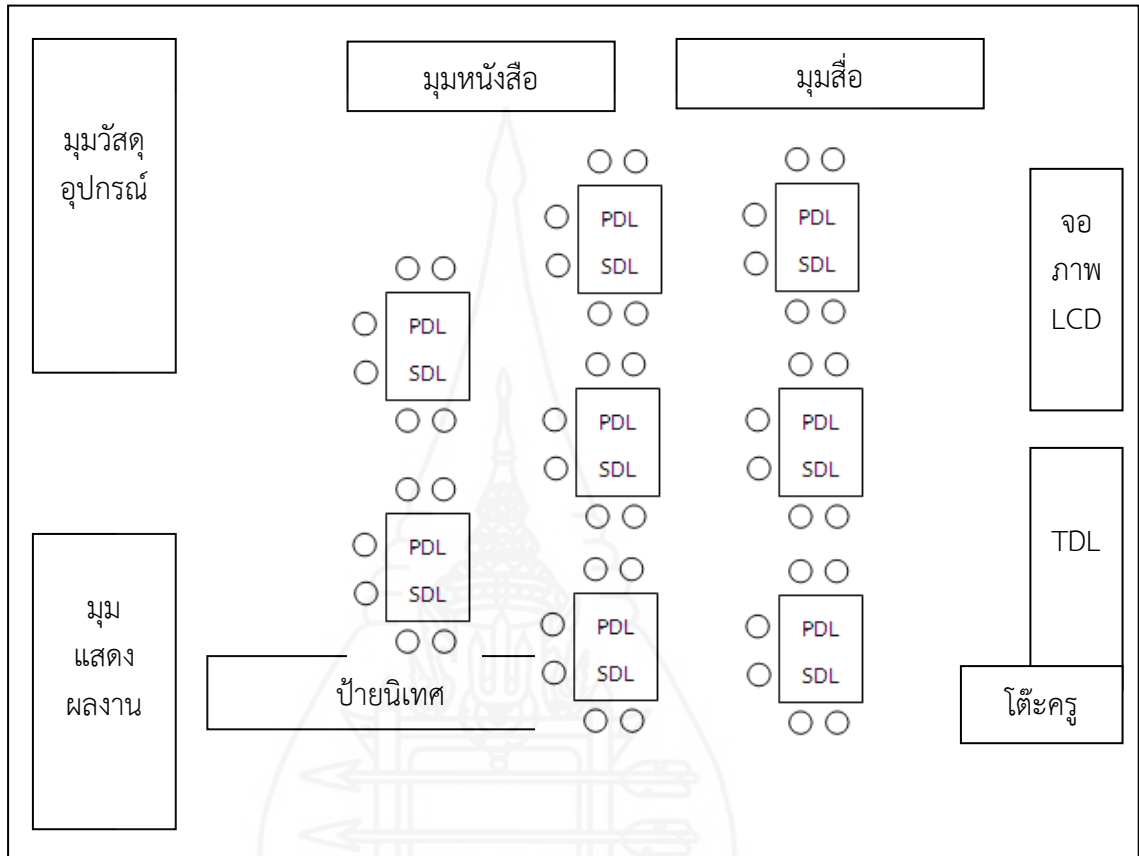 มุมวัสดุ
อุปกรณ์
มุมหนังสือ
มุมสื่อ
PDL
SDL
PDL
SDL
จอ
ภาพ
LCD
PDL
SDL
PDL
SDL
PDL
SDL
TDL
PDL
SDL
PDL
SDL
PDL
SDL
มุม
แสดง
ผลงาน
ป้ายนิเทศ
โต๊ะครู